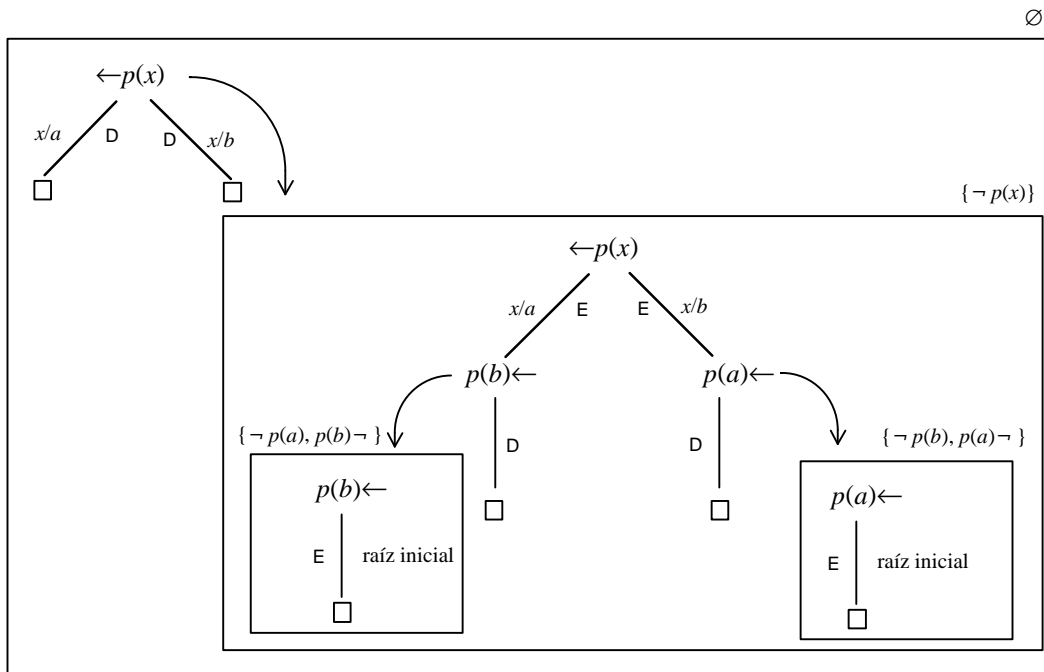 ∅
←p(x)
x/a D D x/b
{¬ p(x)}
←p(x)
x/a E E x/b
p(b)← p(a)←
{¬ p(a), p(b)¬ } D D {¬ p(b), p(a)¬ }
p(b)← p(a)←
E raíz inicial E raíz inicial